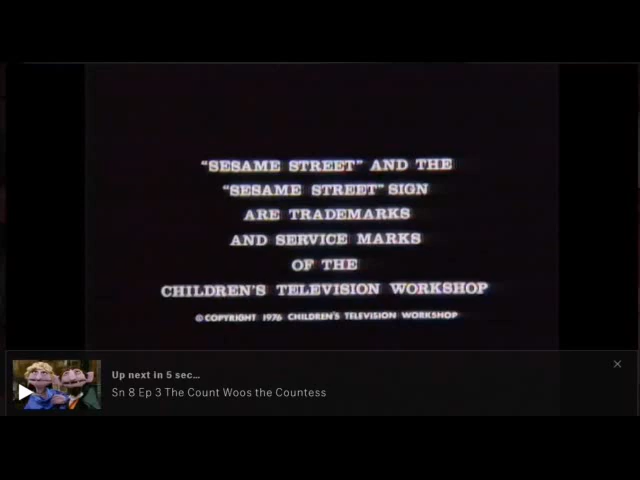 “SESAME STREET” AND THE
“SESAME STREET” SIGN
ARE TRADEMARKS
AND SERVICE MARKS
OF THE
CHILDREN'S TELEVISION WORKSHOP
©COPYRIGHT 1976 CHILDREN'S TELEVISION WORKSHOP
Up next in 5 sec...
Sn 8 Ep 3 The Count Woos the Countess